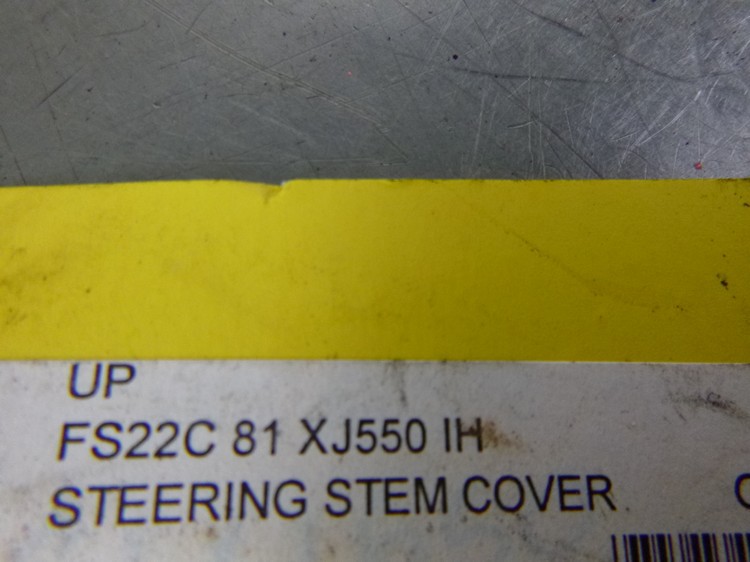 UP
FS22C 81 XJ550 IH
STEERING STEM COVER